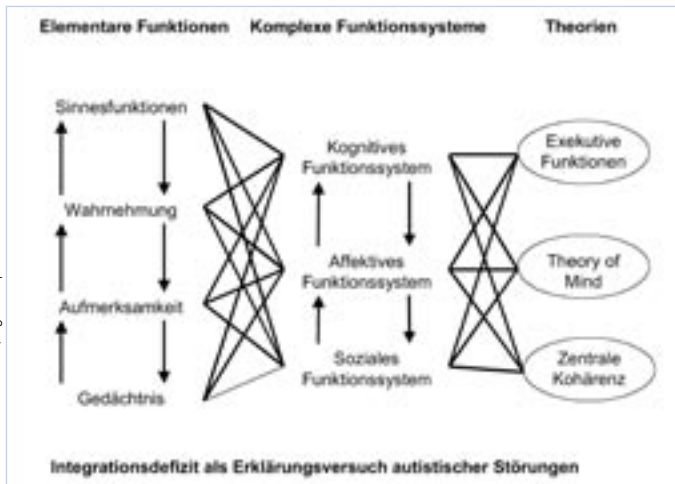 Elementare Funktionen Komplexe Funktionssysteme Theorien
Sinnesfunktionen
Wahrnehmung
Aufmerksamkeit
Gedächtnis
Kognitives
Funktionssystem
Affektives
Funktionssystem
Soziales
Funktionssystem
Exekutive
Funktionen
Theory of
Mind
Zentrale
Kohärenz
Integrationsdefizit als Erklärungsversuch autistischer Störungen